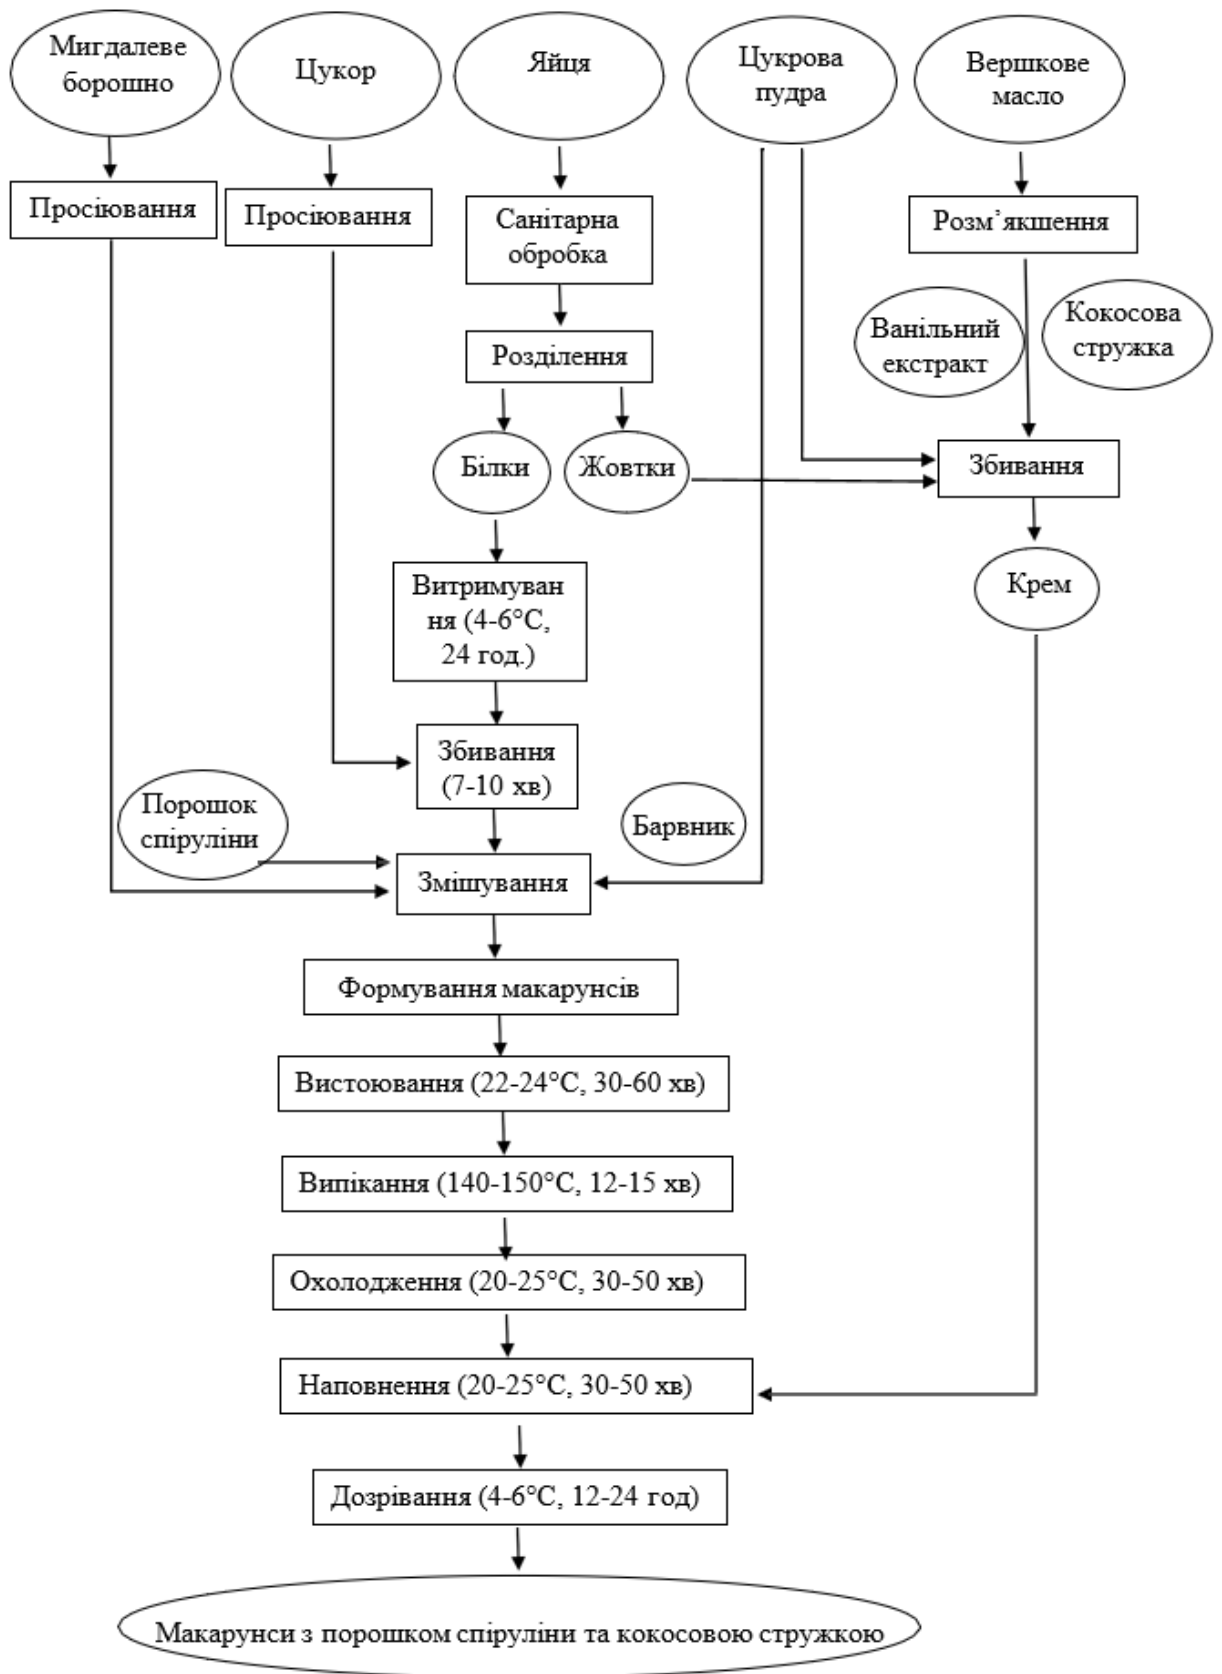 Мигдалеве
борошно
Цукор
Яйця
Цукрова
пудра
Вершкове
масло
Просіювання
Просіювання
Санітарна
обробка
Розм’якшення
Розділення
Ванільний
екстракт
Кокосова
стружка
Білки
Жовтки
Збивання
Витримуван
ня (4-6°С,
24 год.)
Крем
Збивання
(7-10 хв)
Порошок
спіруліни
Барвник
Змішування
Формування макарунсів
Вистоювання (22-24°С, 30-60 хв)
Випікання (140-150°С, 12-15 хв)
Охолодження (20-25°С, 30-50 хв)
Наповнення (20-25°С, 30-50 хв)
Дозрівання (4-6°С, 12-24 год)
Макарунси з порошком спіруліни та кокосовою стружкою